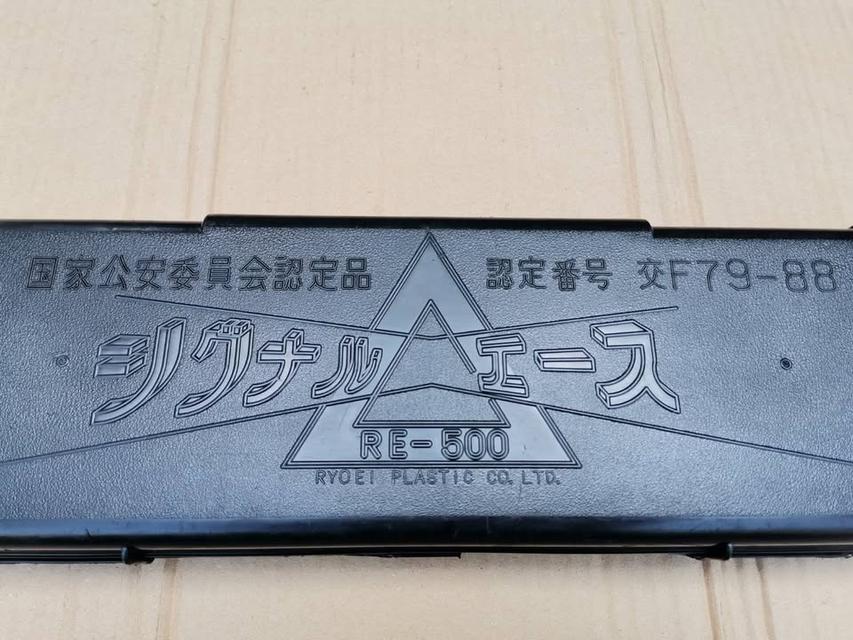 国家公安委員会認定品 認定番号 交F79-88
シグナルエース
RE-500
RYOEI PLASTIC CO. LTD.